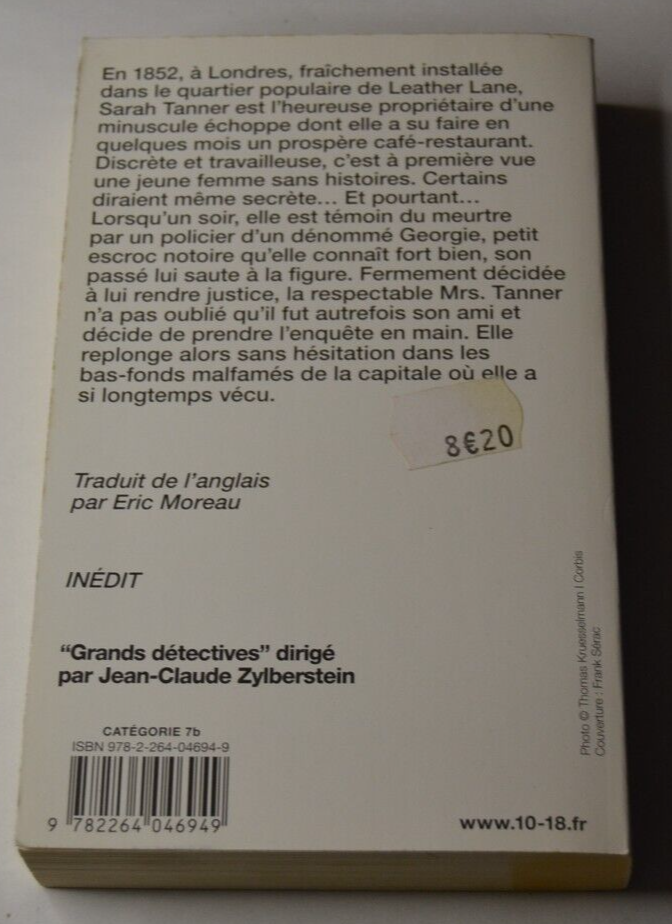 En 1852, à Londres, fraîchement installée
dans le quartier populaire de Leather Lane,
Sarah Tanner est l'heureuse propriétaire d'une
minuscule échoppe dont elle a su faire en
quelques mois un prospère café-restaurant.
Discrète et travailleuse, c'est à première vue
une jeune femme sans histoires. Certains
diraient même secrète... Et pourtant...
Lorsqu'un soir, elle est témoin du meurtre
par un policier d'un dénommé Georgie, petit
escroc notoire qu'elle connaît fort bien, son
passé lui saute à la figure. Fermement décidée
à lui rendre justice, la respectable Mrs. Tanner
n'a pas oublié qu'il fut autrefois son ami et
décide de prendre l'enquête en main. Elle
replonge alors sans hésitation dans les
bas-fonds malfamés de la capitale où elle a
si longtemps vécu.
8€20
Traduit de l'anglais
par Eric Moreau
INÉDIT
"Grands détectives" dirigé
par Jean-Claude Zylberstein
CATÉGORIE 7b
ISBN 978-2-264-04694-9
9 782264 046949
www.10-18.fr
Photo © Thomas Kruesselmann | Corbis
Couverture : Frank Sérac